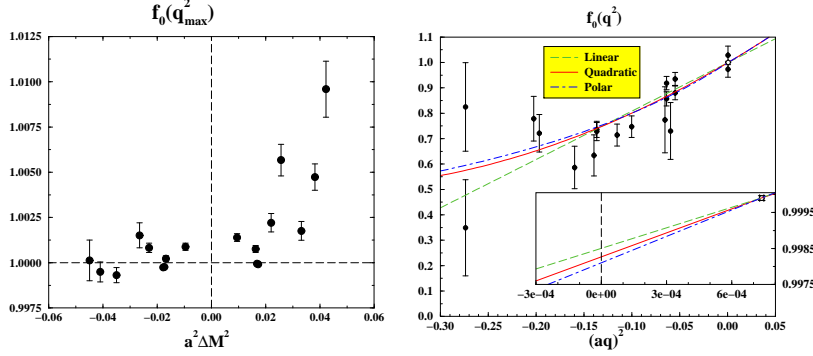 f₀(q²max)
1.0125
1.0100
1.0075
1.0050
1.0025
1.0000
0.9975
−0.06 −0.04 −0.02 0.00 0.02 0.04 0.06
a²ΔM²
f₀(q²)
1.1
1.0
0.9
0.8
0.7
0.6
0.5
0.4
0.3
0.2
0.1
0.0
Linear
Quadratic
Polar
0.9995
0.9985
0.9975
−3e−04 0e+00 3e−04 6e−04
−0.30 −0.25 −0.20 −0.15 −0.10 −0.05 0.00 0.05
(aq)²